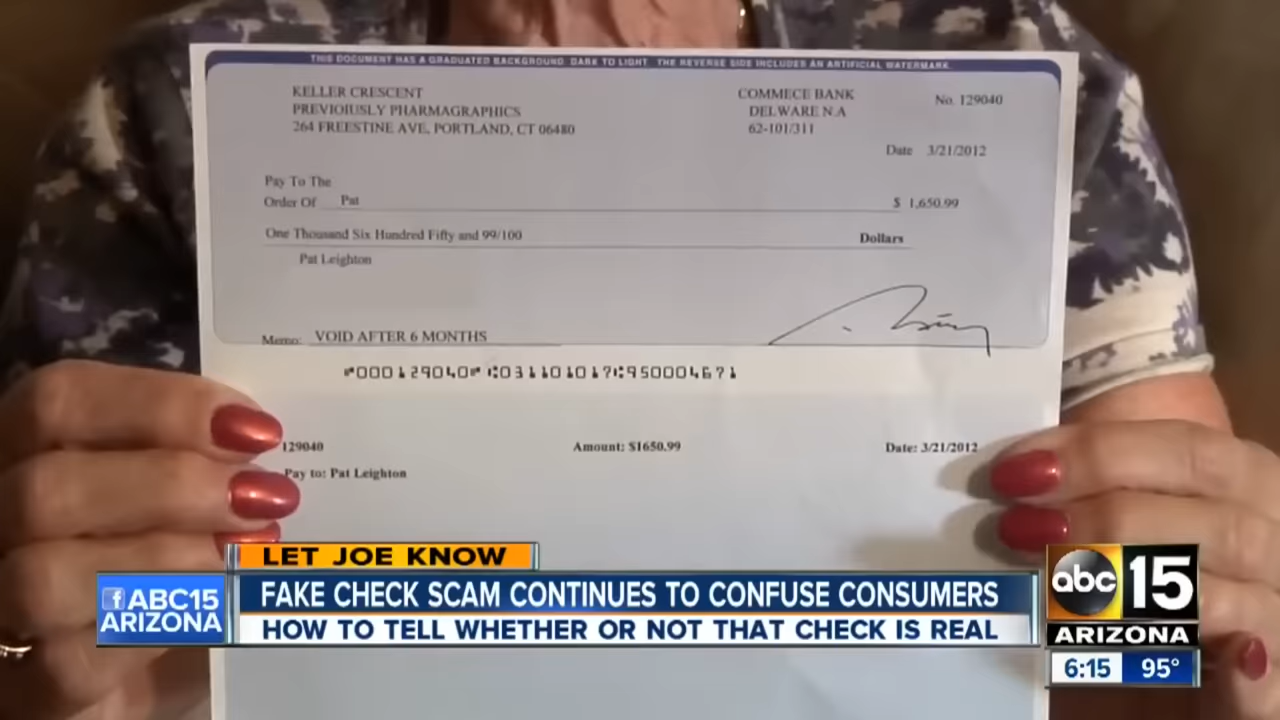 THIS DOCUMENT HAS A GRADUATED BACKGROUND DARK TO LIGHT. THE REVERSE SIDE INCLUDES AN ARTIFICIAL WATERMARK.
KELLER CRESCENT
PREVIOIUSLY PHARMAGRAPHICS
264 FREESTINE AVE, PORTLAND, CT 06480
COMMECE BANK
DELWARE N.A
62-101/311
No. 129040
Date 3/21/2012
Pay To The
Order Of Pat
$ 1,650.99
One Thousand Six Hundred Fifty and 99/100
Dollars
Pat Leighton
Memo: VOID AFTER 6 MONTHS
⑈000129040⑈ ⑆031101017⑆950004671
129040 Amount: $1650.99 Date: 3/21/2012
Pay to: Pat Leighton
LET JOE KNOW
f ABC15
ARIZONA
FAKE CHECK SCAM CONTINUES TO CONFUSE CONSUMERS
HOW TO TELL WHETHER OR NOT THAT CHECK IS REAL
abc 15
ARIZONA
6:15 95°